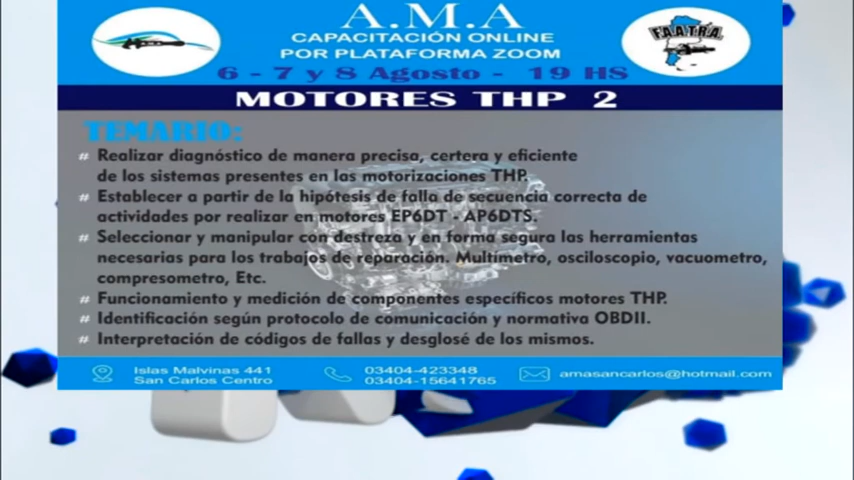 A.M.A
CAPACITACIÓN ONLINE
POR PLATAFORMA ZOOM
FAATRA
6 - 7 y 8 Agosto - 19 HS
MOTORES THP 2
TEMARIO:
# Realizar diagnóstico de manera precisa, certera y eficiente
de los sistemas presentes en las motorizaciones THP.
# Establecer a partir de la hipótesis de falla de secuencia correcta de
actividades por realizar en motores EP6DT - AP6DTS.
# Seleccionar y manipular con destreza y en forma segura las herramientas
necesarias para los trabajos de reparación. Multímetro, osciloscopio, vacuometro,
compresometro, Etc.
# Funcionamiento y medición de componentes específicos motores THP.
# Identificación según protocolo de comunicación y normativa OBDII.
# Interpretación de códigos de fallas y desglosé de los mismos.
Islas Malvinas 441
San Carlos Centro
03404-423348
03404-15641765
amasancarlos@hotmail.com